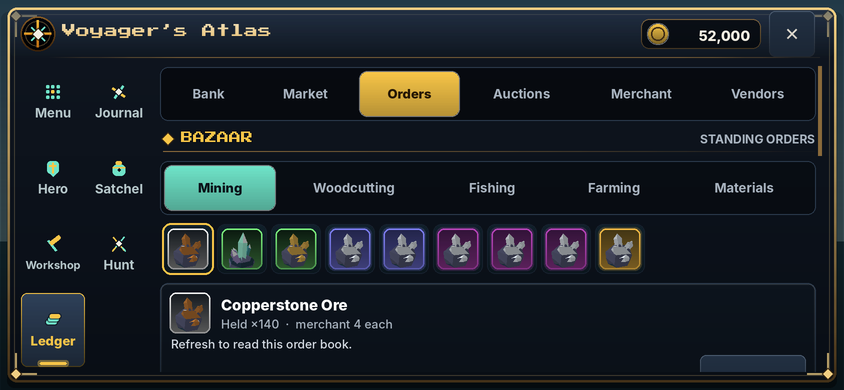 Voyager's Atlas
52,000
Bank Market Orders Auctions Merchant Vendors
Menu Journal
BAZAAR STANDING ORDERS
Hero Satchel
Mining Woodcutting Fishing Farming Materials
Workshop Hunt
Ledger
Copperstone Ore
Held ×140 · merchant 4 each
Refresh to read this order book.